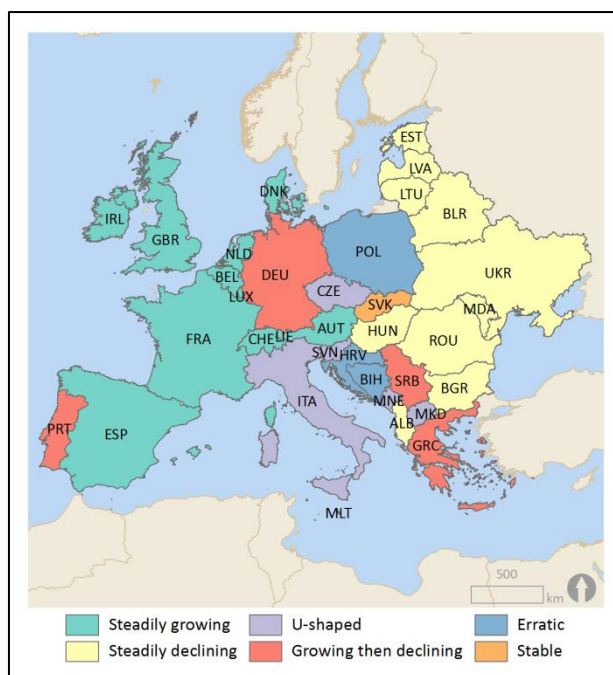 EST
LVA
LTU
DNK
BLR
IRL
GBR
NLD
POL
BEL
DEU
LUX
CZE
UKR
SVK
MDA
AUT
FRA
CHE
LIE
HUN
ROU
SVN
HRV
BIH
SRB
ITA
MNE
BGR
MKD
PRT
ESP
ALB
GRC
MLT
500
km
Steadily growing
U-shaped
Erratic
Steadily declining
Growing then declining
Stable